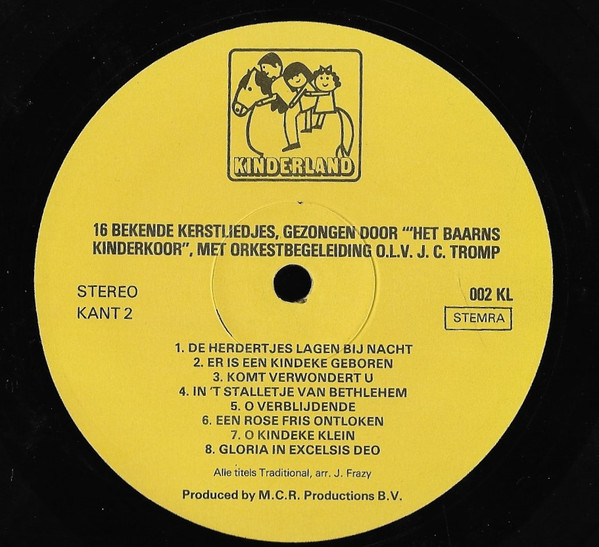 KINDERLAND
16 BEKENDE KERSTLIEDJES, GEZONGEN DOOR "'HET BAARNS
KINDERKOOR", MET ORKESTBEGELEIDING O.L.V. J. C. TROMP
STEREO
KANT 2
002 KL
STEMRA
1. DE HERDERTJES LAGEN BIJ NACHT
2. ER IS EEN KINDEKE GEBOREN
3. KOMT VERWONDERT U
4. IN 'T STALLETJE VAN BETHLEHEM
5. O VERBLIJDENDE
6. EEN ROSE FRIS ONTLOKEN
7. O KINDEKE KLEIN
8. GLORIA IN EXCELSIS DEO
Alle titels Traditional, arr. J. Frazy
Produced by M.C.R. Productions B.V.